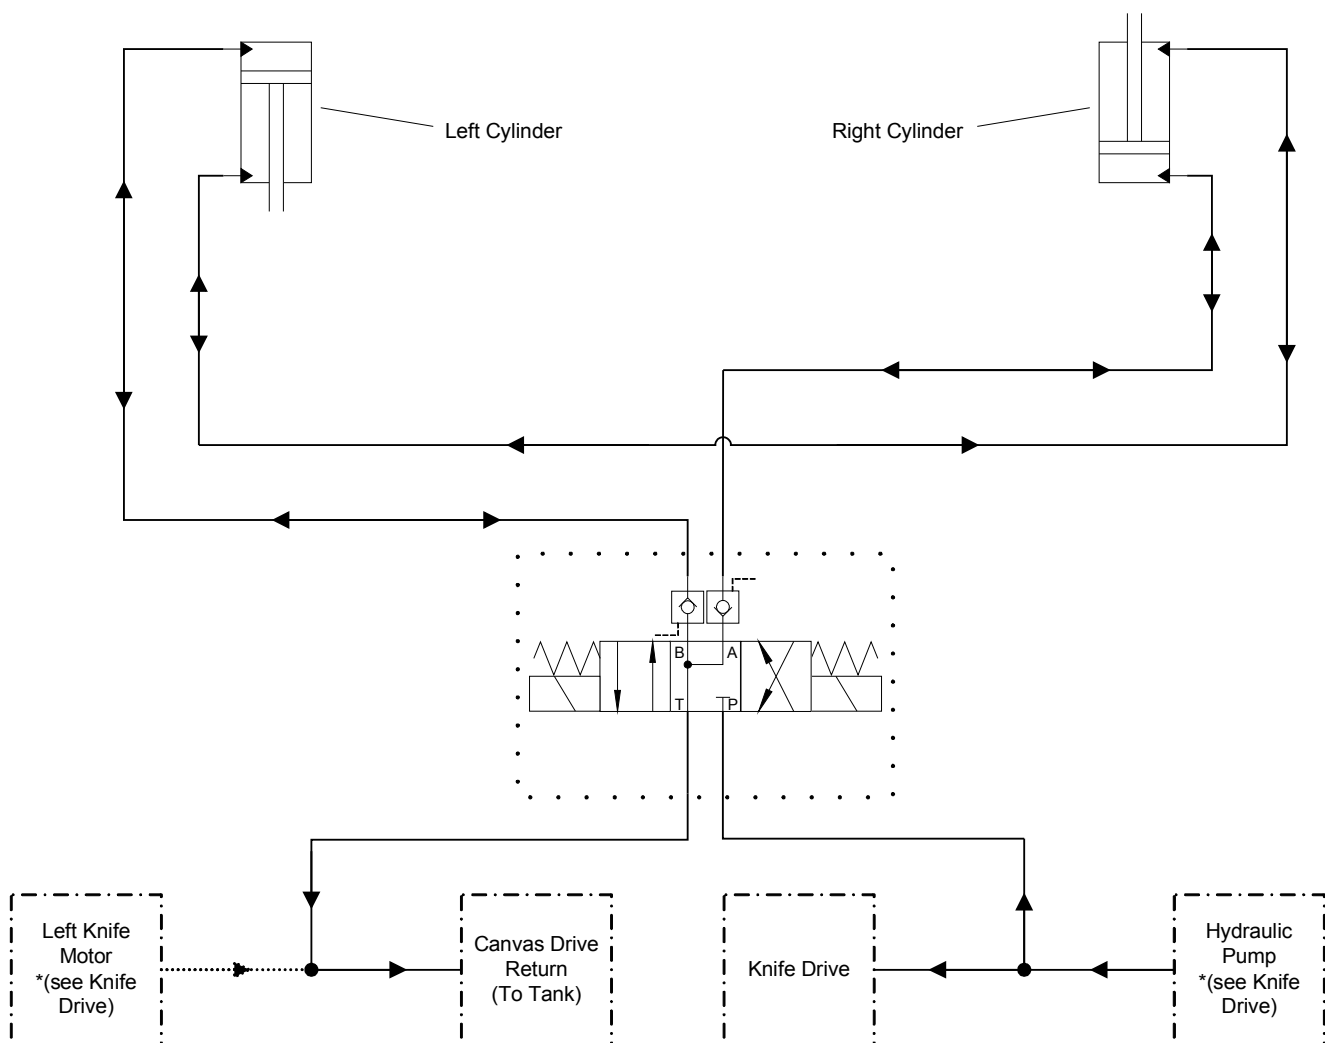 Left Cylinder
Right Cylinder
B
A
T
P
Left Knife
Motor
*(see Knife
Drive)
Canvas Drive
Return
(To Tank)
Knife Drive
Hydraulic
Pump
*(see Knife
Drive)